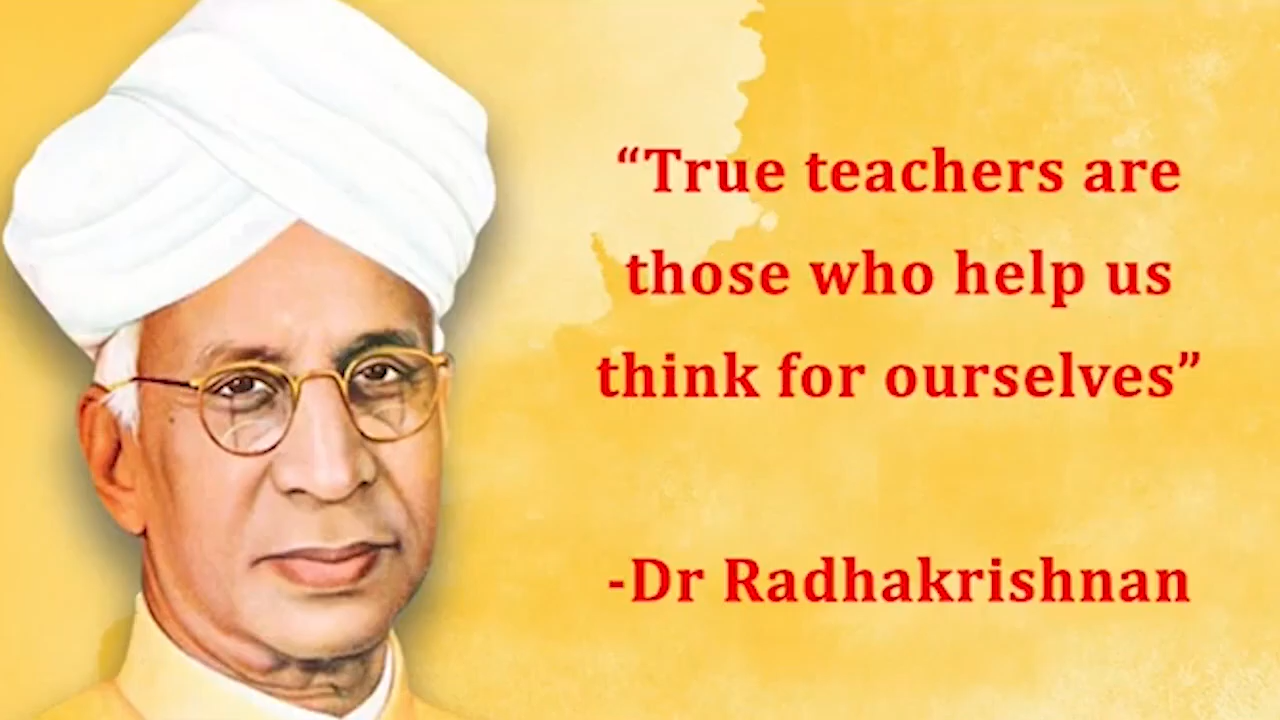 “True teachers are
those who help us
think for ourselves”
-Dr Radhakrishnan